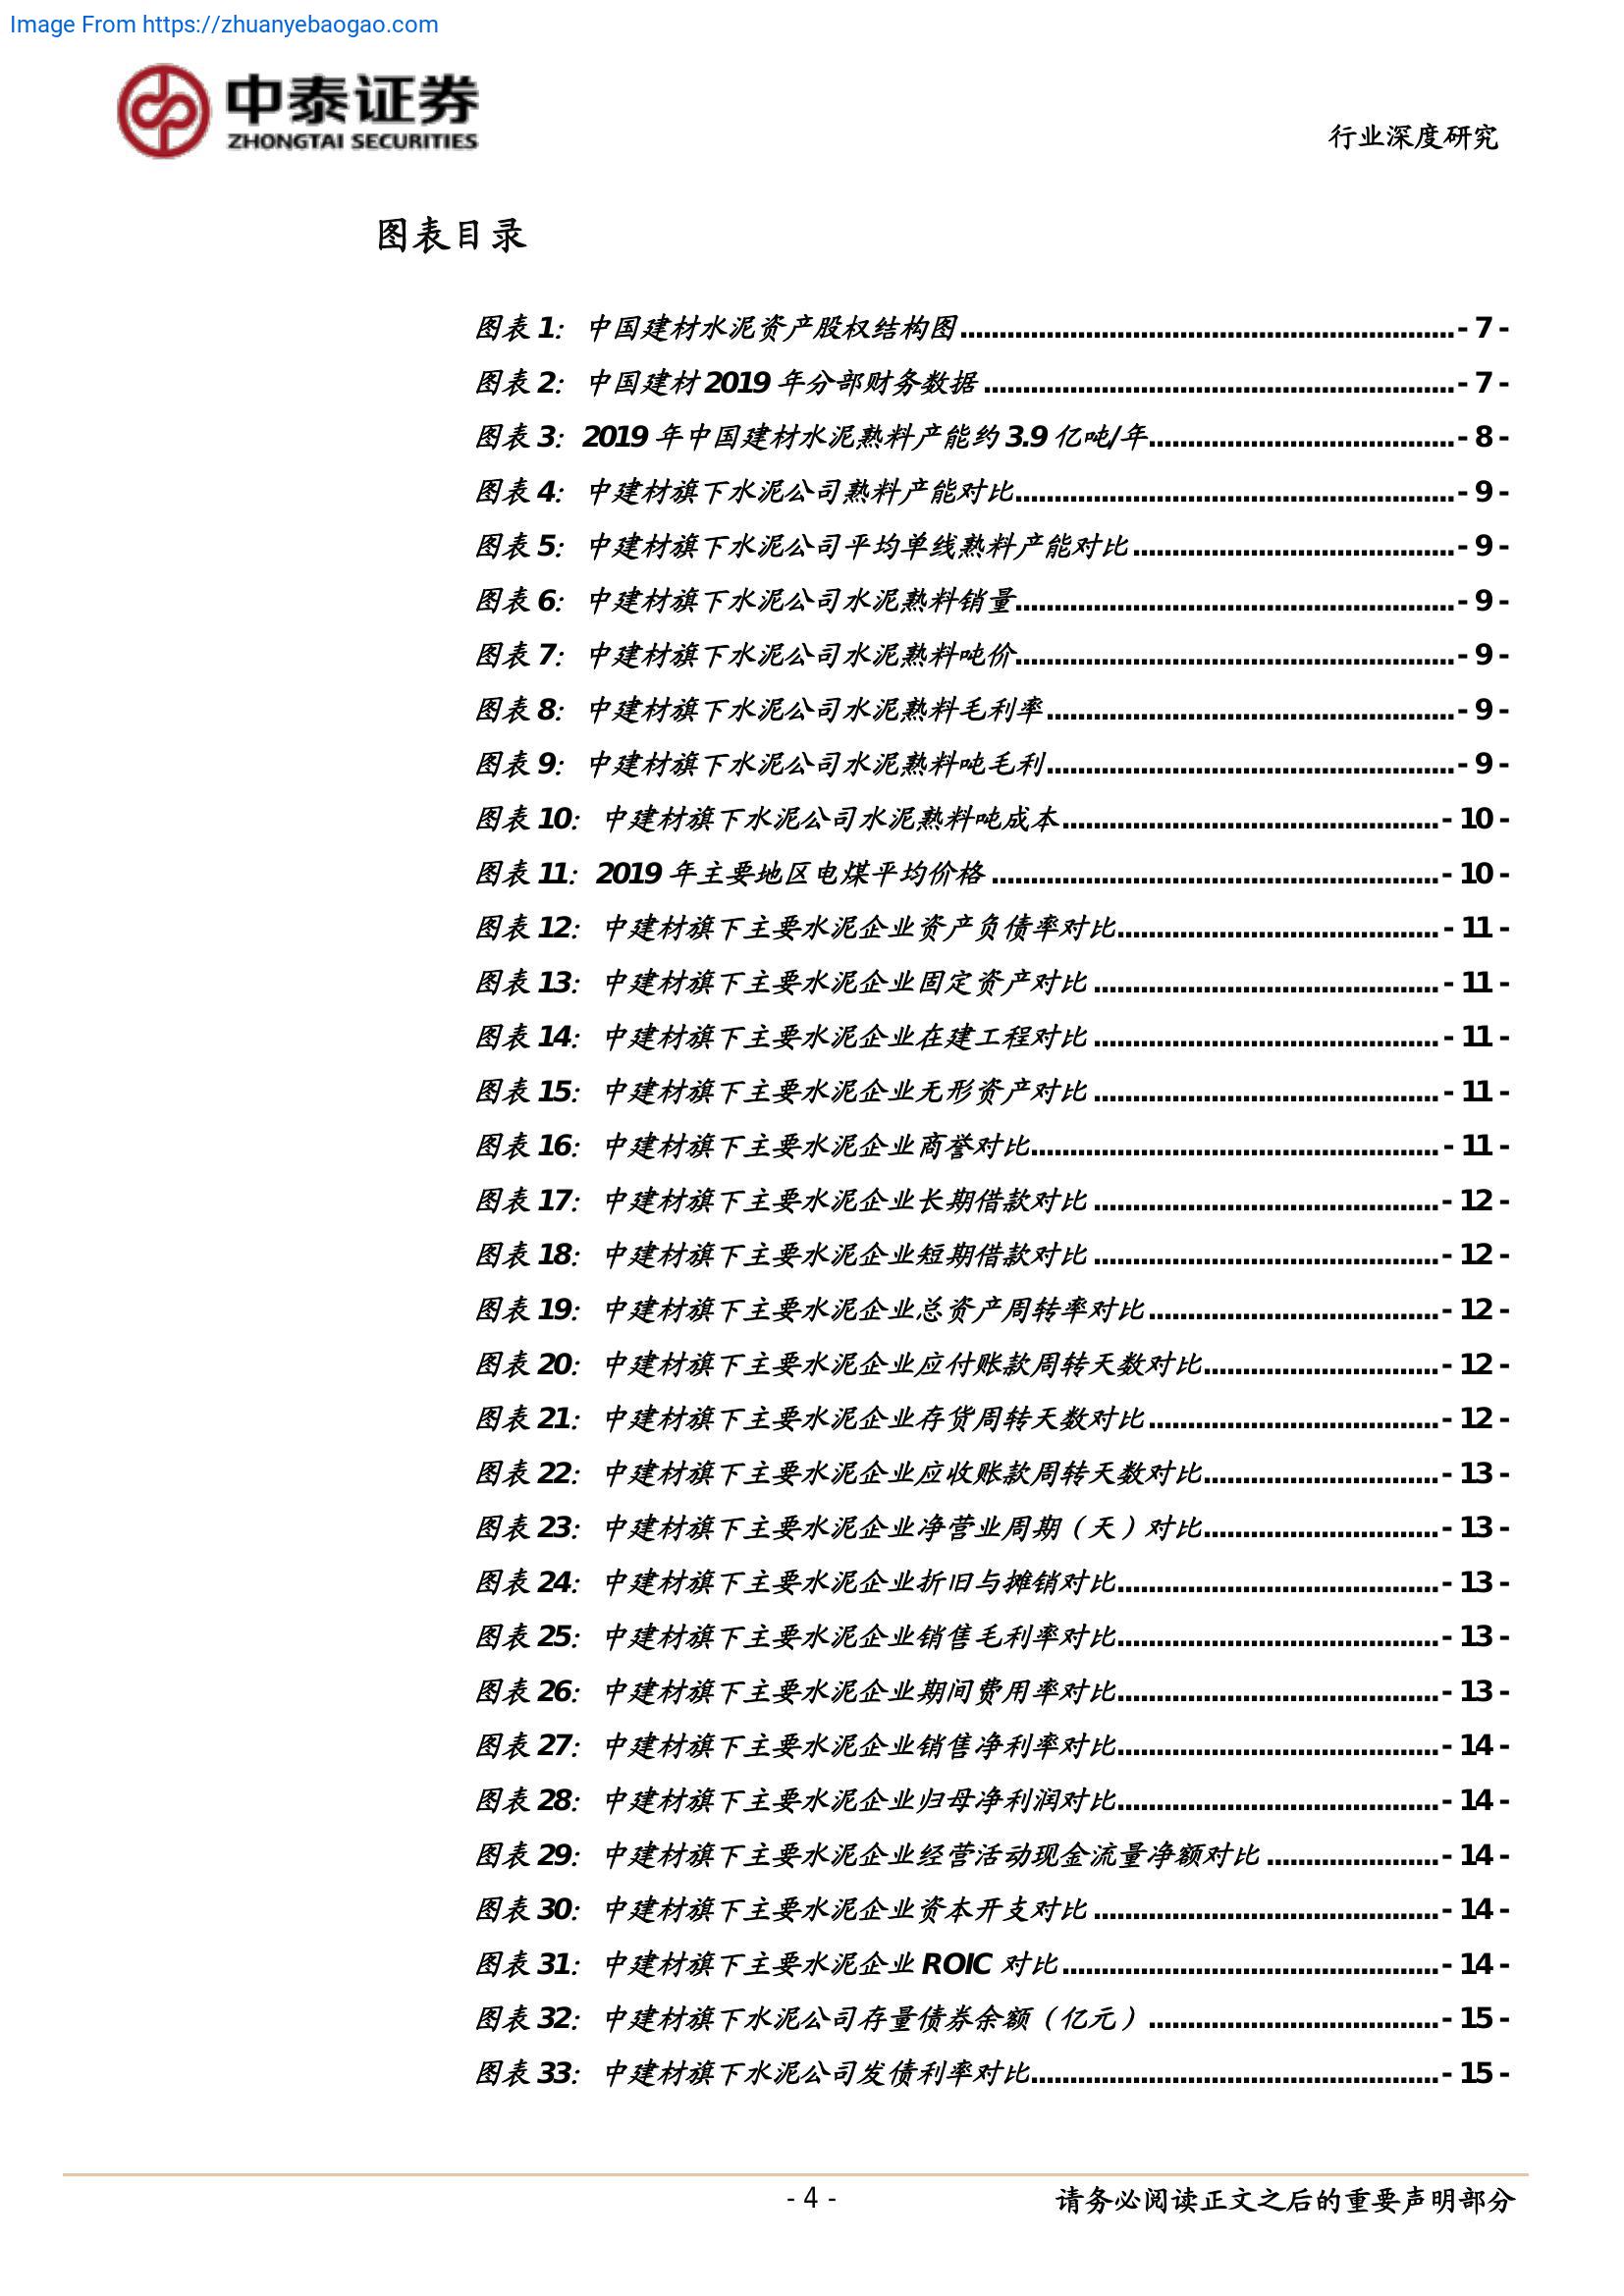 Image From https://zhuanyebaogao.com
中泰证券
ZHONGTAI SECURITIES
行业深度研究
图表目录
图表 1： 中国建材水泥资产股权结构图.....- 7 -
图表 2： 中国建材 2019 年分部财务数据.....- 7 -
图表 3：2019 年中国建材水泥熟料产能约 3.9 亿吨/年.....- 8 -
图表 4： 中建材旗下水泥公司熟料产能对比.....- 9 -
图表 5： 中建材旗下水泥公司平均单线熟料产能对比.....- 9 -
图表 6： 中建材旗下水泥公司水泥熟料销量.....- 9 -
图表 7： 中建材旗下水泥公司水泥熟料吨价.....- 9 -
图表 8： 中建材旗下水泥公司水泥熟料毛利率.....- 9 -
图表 9： 中建材旗下水泥公司水泥熟料吨毛利.....- 9 -
图表 10： 中建材旗下水泥公司水泥熟料吨成本.....- 10 -
图表 11：2019 年主要地区电煤平均价格.....- 10 -
图表 12： 中建材旗下主要水泥企业资产负债率对比.....- 11 -
图表 13： 中建材旗下主要水泥企业固定资产对比.....- 11 -
图表 14： 中建材旗下主要水泥企业在建工程对比.....- 11 -
图表 15： 中建材旗下主要水泥企业无形资产对比.....- 11 -
图表 16： 中建材旗下主要水泥企业商誉对比.....- 11 -
图表 17： 中建材旗下主要水泥企业长期借款对比.....- 12 -
图表 18： 中建材旗下主要水泥企业短期借款对比.....- 12 -
图表 19： 中建材旗下主要水泥企业总资产周转率对比.....- 12 -
图表 20： 中建材旗下主要水泥企业应付账款周转天数对比.....- 12 -
图表 21： 中建材旗下主要水泥企业存货周转天数对比.....- 12 -
图表 22： 中建材旗下主要水泥企业应收账款周转天数对比.....- 13 -
图表 23： 中建材旗下主要水泥企业净营业周期（天）对比.....- 13 -
图表 24： 中建材旗下主要水泥企业折旧与摊销对比.....- 13 -
图表 25： 中建材旗下主要水泥企业销售毛利率对比.....- 13 -
图表 26： 中建材旗下主要水泥企业期间费用率对比.....- 13 -
图表 27： 中建材旗下主要水泥企业销售净利率对比.....- 14 -
图表 28： 中建材旗下主要水泥企业归母净利润对比.....- 14 -
图表 29： 中建材旗下主要水泥企业经营活动现金流量净额对比.....- 14 -
图表 30： 中建材旗下主要水泥企业资本开支对比.....- 14 -
图表 31： 中建材旗下主要水泥企业 ROIC 对比.....- 14 -
图表 32： 中建材旗下水泥公司存量债券余额（亿元）.....- 15 -
图表 33： 中建材旗下水泥公司发债利率对比.....- 15 -
- 4 -
请务必阅读正文之后的重要声明部分